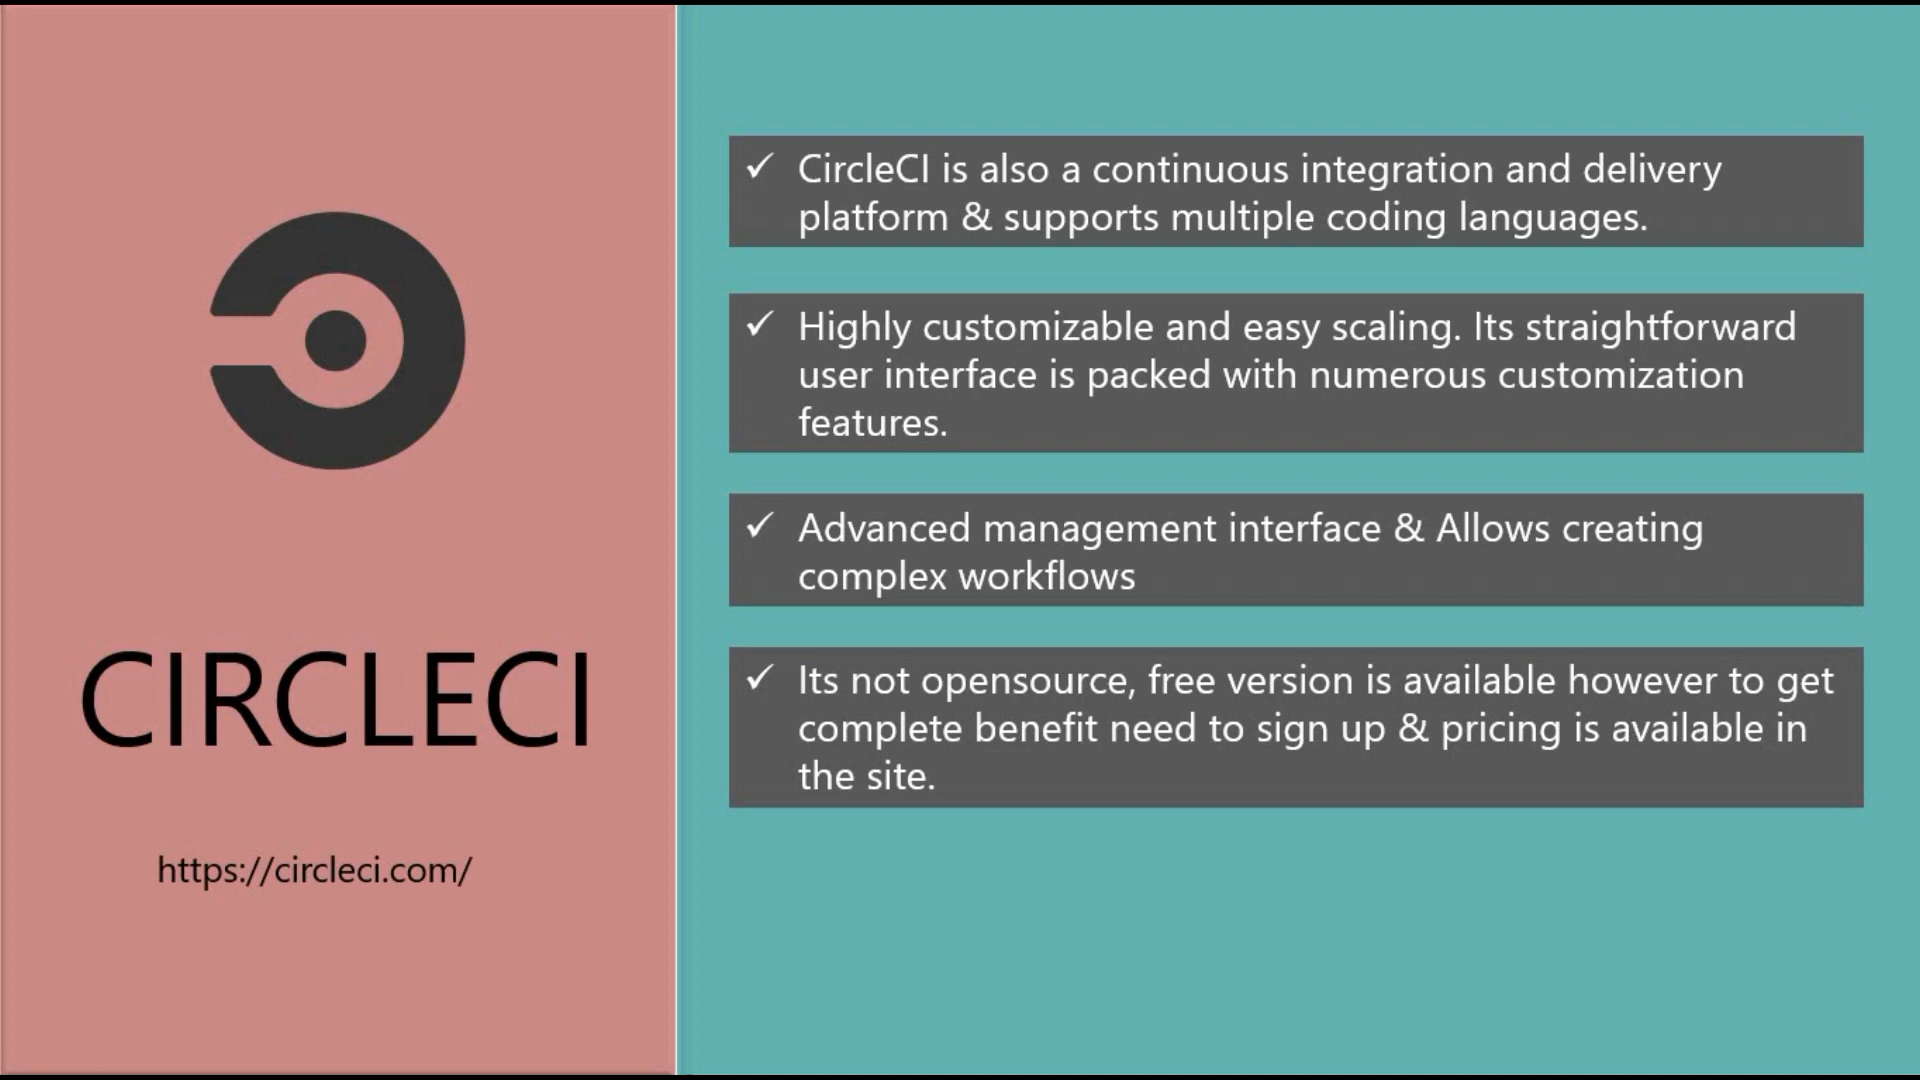 CIRCLECI
https://circleci.com/
✓ CircleCI is also a continuous integration and delivery
platform & supports multiple coding languages.
✓ Highly customizable and easy scaling. Its straightforward
user interface is packed with numerous customization
features.
✓ Advanced management interface & Allows creating
complex workflows
✓ Its not opensource, free version is available however to get
complete benefit need to sign up & pricing is available in
the site.